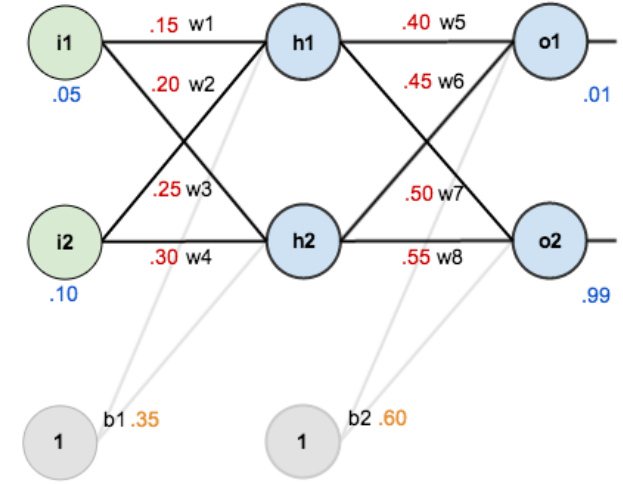 i1 .15 w1 h1 .40 w5 o1
.05 .20 w2 .45 w6 .01
.25 w3 .50 w7
i2 .30 w4 h2 .55 w8 o2
.10 .99
b1 .35 b2 .60
1 1